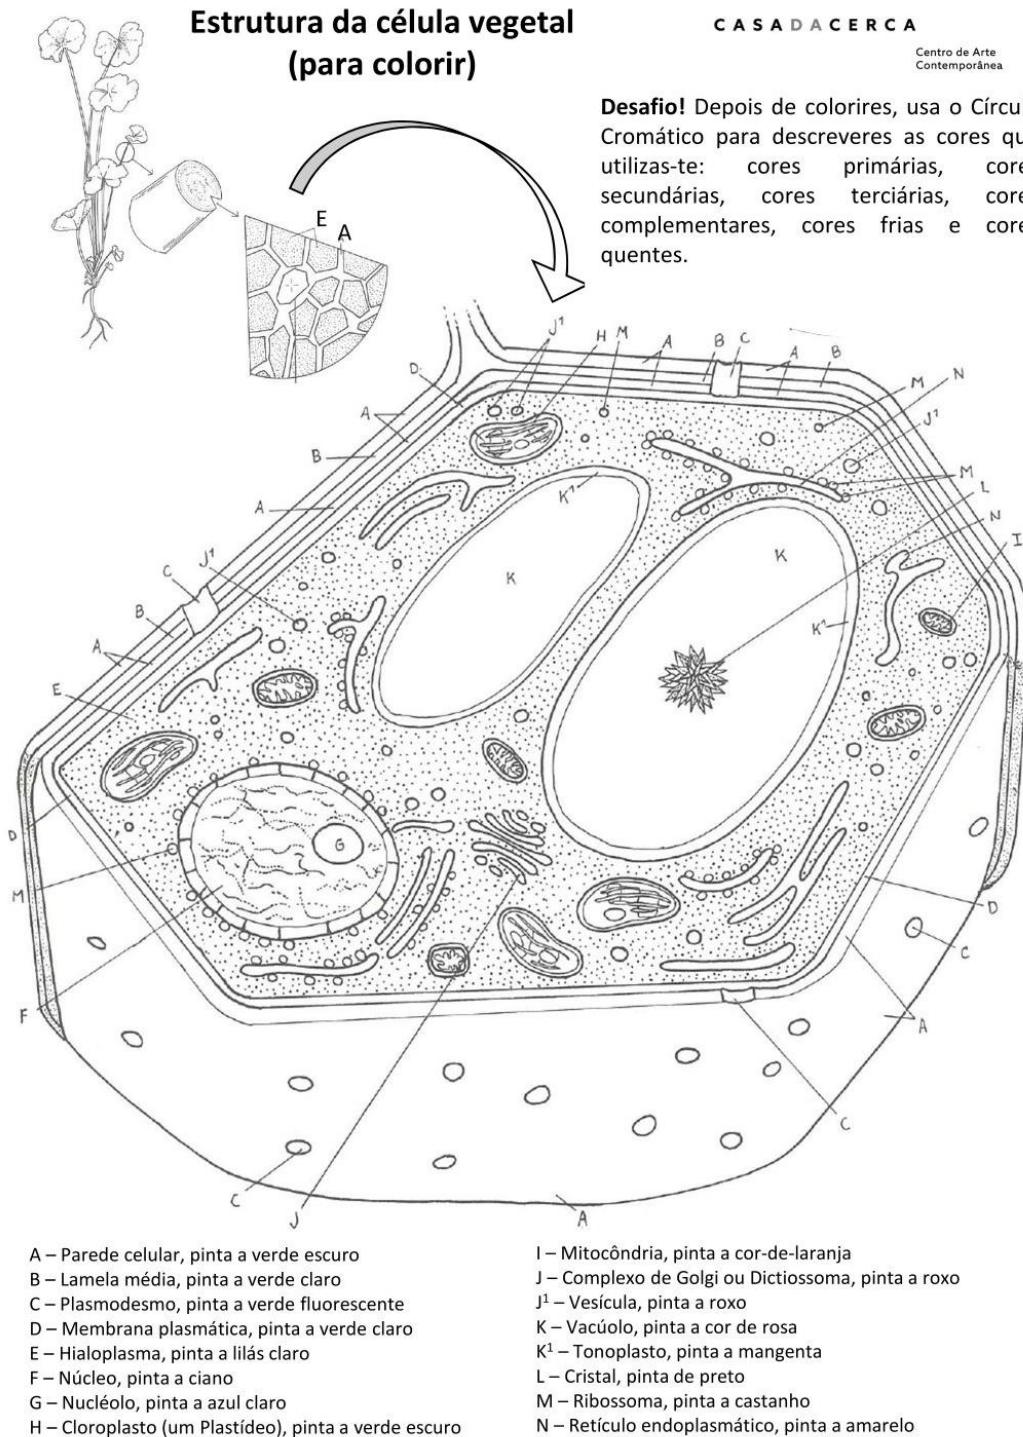 Estrutura da célula vegetal
(para colorir)
CASADACERCA
Centro de Arte
Contemporânea
Desafio! Depois de colorires, usa o Círcu
Cromático para descreveres as cores qu
utilizas-te: cores primárias, core
secundárias, cores terciárias, core
complementares, cores frias e core
quentes.
E
A
J¹
H
M
A
B
C
A
B
M
N
J¹
M
L
N
I
D
A
B
A
J¹
C
B
A
E
K¹
K
K
K¹
G
D
M
F
D
C
A
C
C
J
A
A – Parede celular, pinta a verde escuro
B – Lamela média, pinta a verde claro
C – Plasmodesmo, pinta a verde fluorescente
D – Membrana plasmática, pinta a verde claro
E – Hialoplasma, pinta a lilás claro
F – Núcleo, pinta a ciano
G – Nucléolo, pinta a azul claro
H – Cloroplasto (um Plastídeo), pinta a verde escuro
I – Mitocôndria, pinta a cor-de-laranja
J – Complexo de Golgi ou Dictiossoma, pinta a roxo
J¹ – Vesícula, pinta a roxo
K – Vacúolo, pinta a cor de rosa
K¹ – Tonoplasto, pinta a mangenta
L – Cristal, pinta de preto
M – Ribossoma, pinta a castanho
N – Retículo endoplasmático, pinta a amarelo